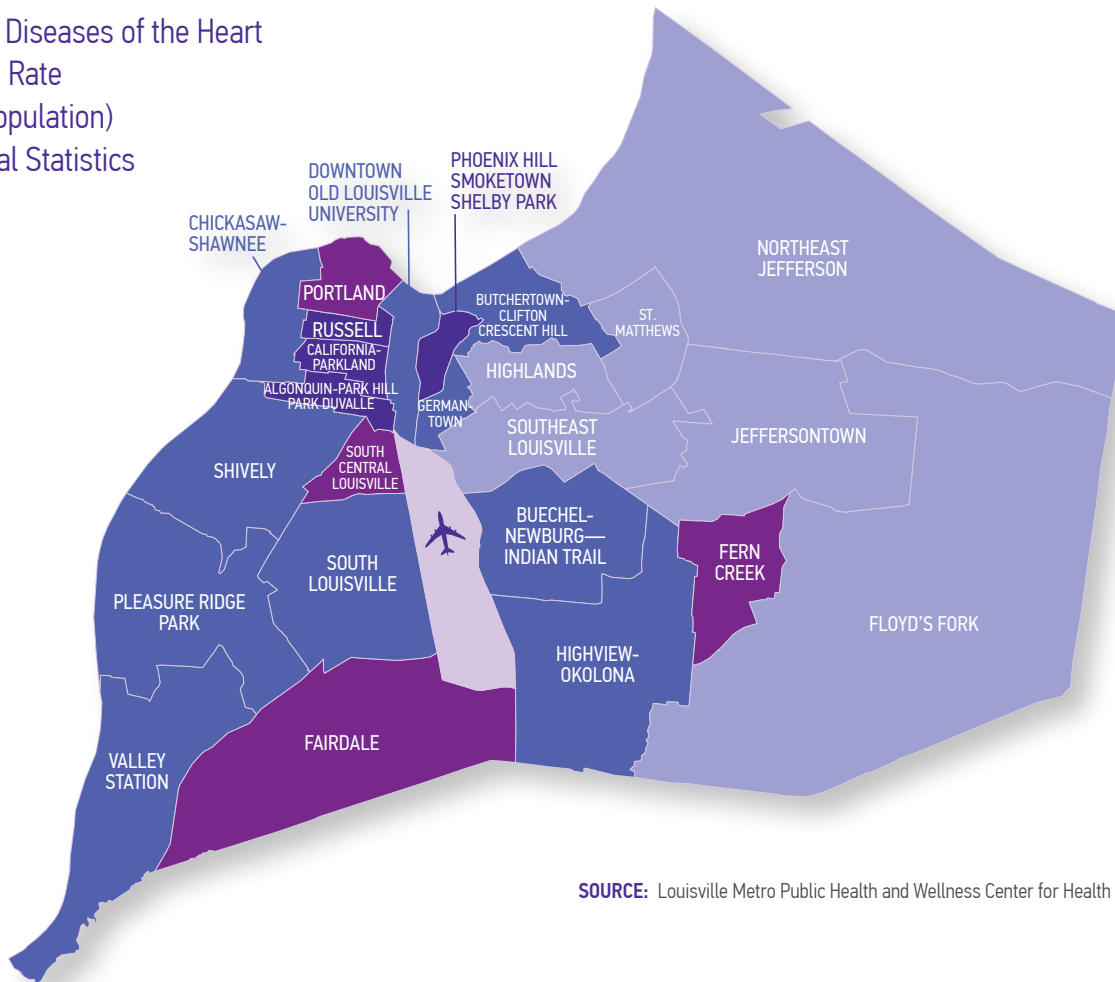 Diseases of the Heart
Rate
opulation)
al Statistics
CHICKASAW-
SHAWNEE
DOWNTOWN
OLD LOUISVILLE
UNIVERSITY
PHOENIX HILL
SMOKETOWN
SHELBY PARK
NORTHEAST
JEFFERSON
PORTLAND
RUSSELL
CALIFORNIA-
PARKLAND
ALGONQUIN-PARK HILL
PARK DUVALLE
BUTCHERTOWN-
CLIFTON
CRESCENT HILL
ST.
MATTHEWS
HIGHLANDS
GERMAN-
TOWN
SOUTHEAST
LOUISVILLE
JEFFERSONTOWN
SHIVELY
SOUTH
CENTRAL
LOUISVILLE
BUECHEL-
NEWBURG—
INDIAN TRAIL
FERN
CREEK
SOUTH
LOUISVILLE
PLEASURE RIDGE
PARK
FLOYD'S FORK
HIGHVIEW-
OKOLONA
FAIRDALE
VALLEY
STATION
SOURCE: Louisville Metro Public Health and Wellness Center for Health